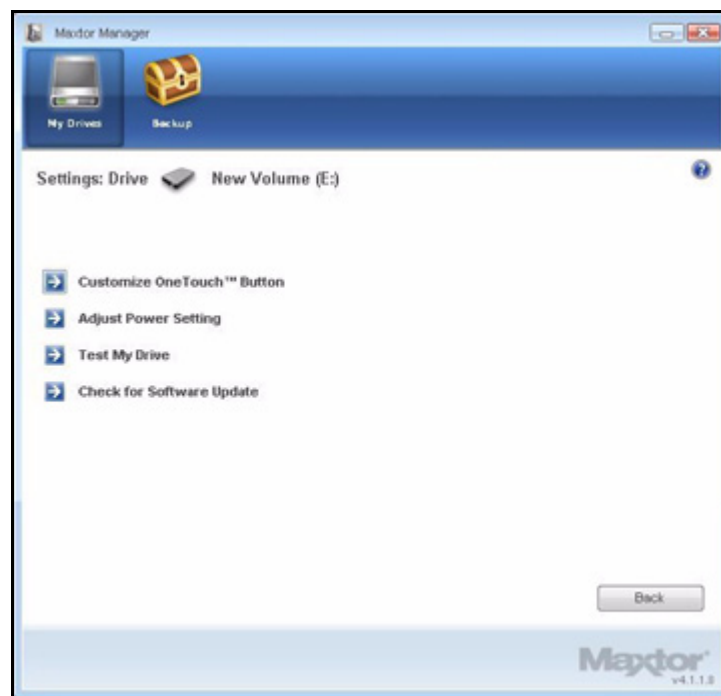 Maxtor Manager
My Drives Backup
Settings: Drive New Volume (E:)
Customize OneTouch™ Button
Adjust Power Setting
Test My Drive
Check for Software Update
Back
Maxtor
v4.1.1.0